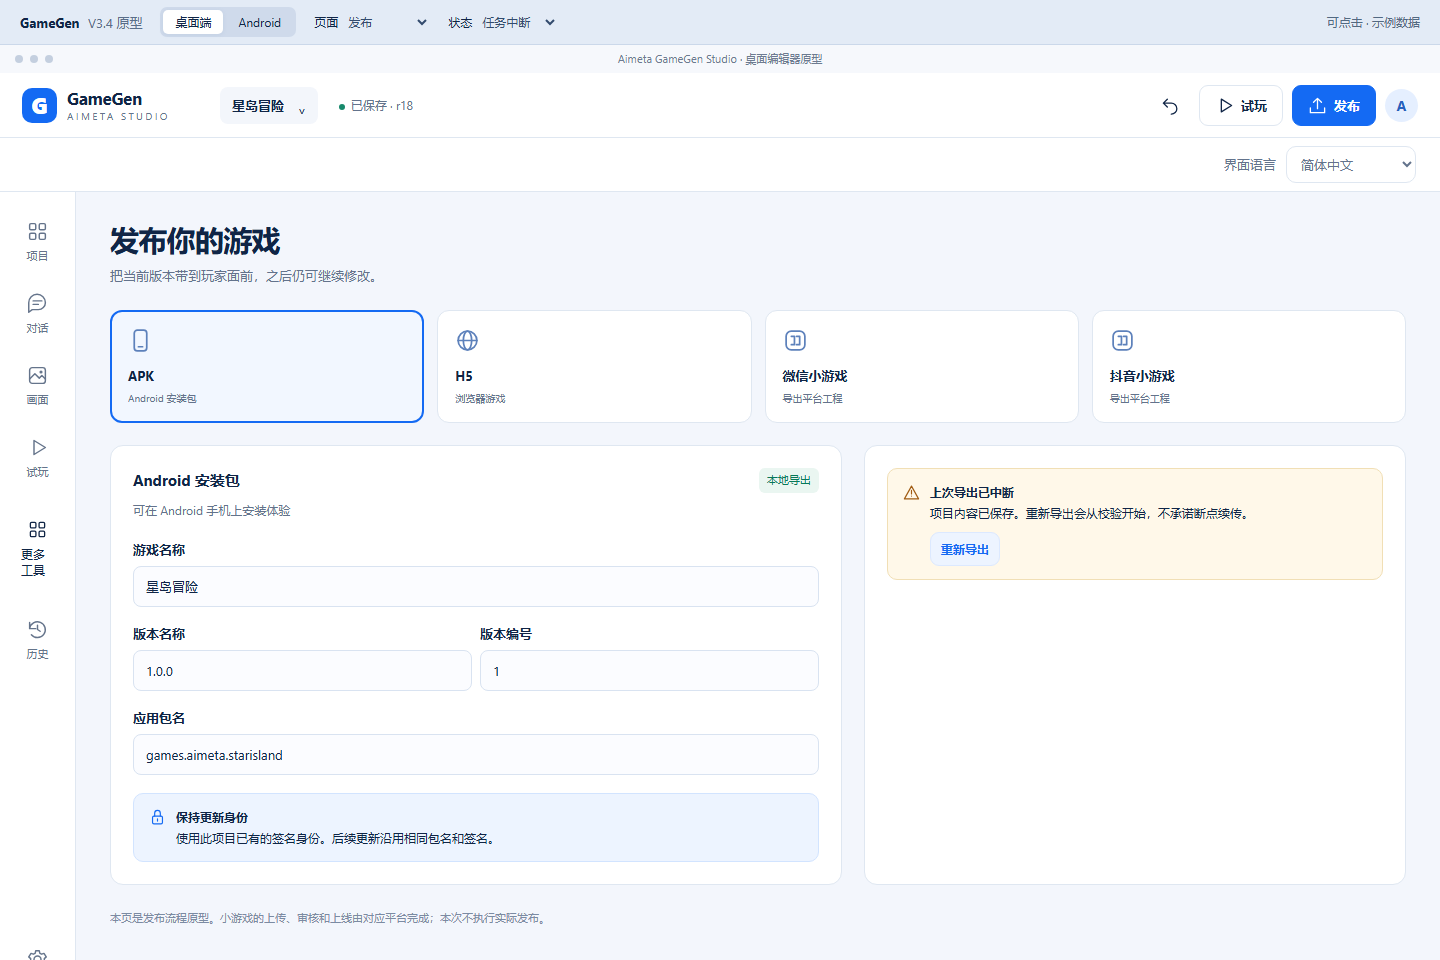 GameGen V3.4 原型 桌面端 Android 页面 发布 状态 任务中断 可点击 · 示例数据
Aimeta GameGen Studio · 桌面编辑器原型
G GameGen
AIMETA STUDIO
星岛冒险 已保存 · r18 试玩 发布 A
界面语言 简体中文
项目
对话
画面
试玩
更多
工具
历史
发布你的游戏
把当前版本带到玩家面前，之后仍可继续修改。
APK
Android 安装包
H5
浏览器游戏
微信小游戏
导出平台工程
抖音小游戏
导出平台工程
Android 安装包 本地导出
可在 Android 手机上安装体验
游戏名称
星岛冒险
版本名称 版本编号
1.0.0 1
应用包名
games.aimeta.starisland
保持更新身份
使用此项目已有的签名身份。后续更新沿用相同包名和签名。
上次导出已中断
项目内容已保存。重新导出会从校验开始，不承诺断点续传。
重新导出
本页是发布流程原型。小游戏的上传、审核和上线由对应平台完成；本次不执行实际发布。